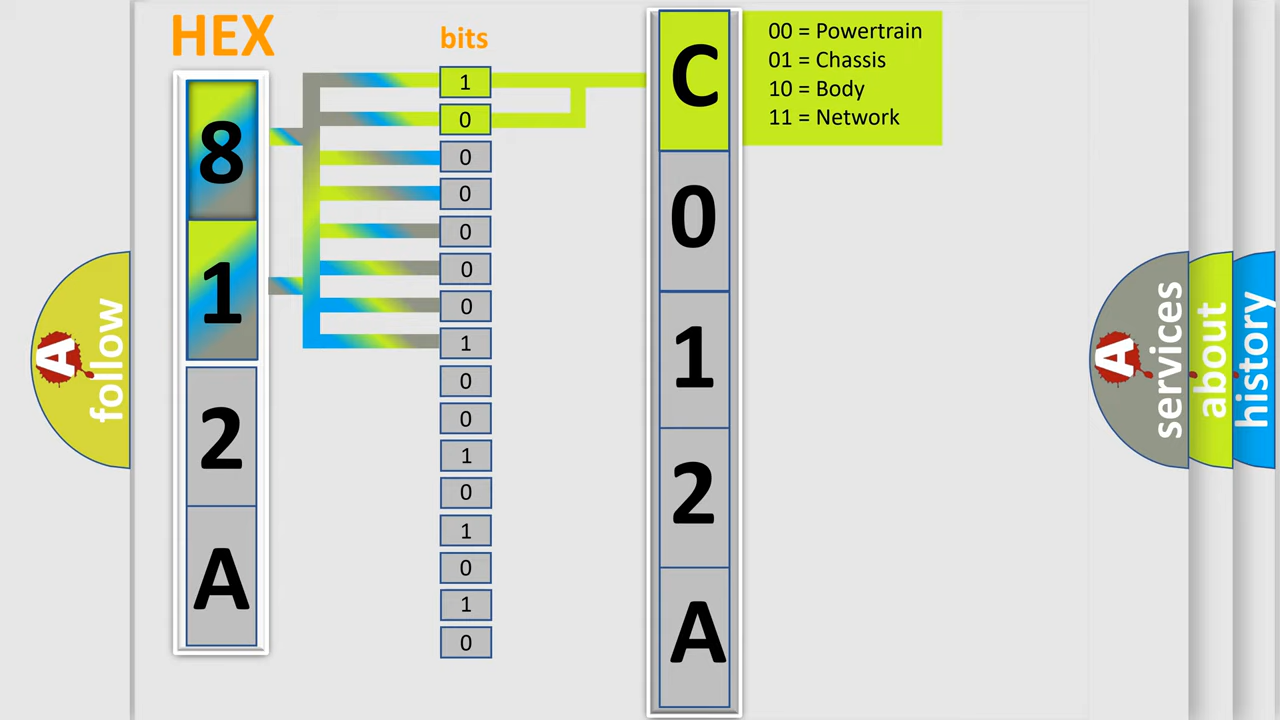 HEX
bits
8
1
2
A
1
0
0
0
0
0
0
1
0
0
1
0
1
0
1
0
C
0
1
2
A
00 = Powertrain
01 = Chassis
10 = Body
11 = Network
A follow
A services
about
history